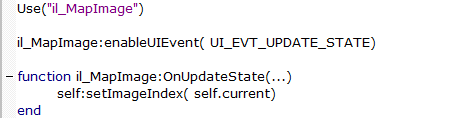 Use("il_MapImage")
il_MapImage:enableUIEvent( UI_EVT_UPDATE_STATE)
function il_MapImage:OnUpdateState(...)
self:setImageIndex( self.current)
end